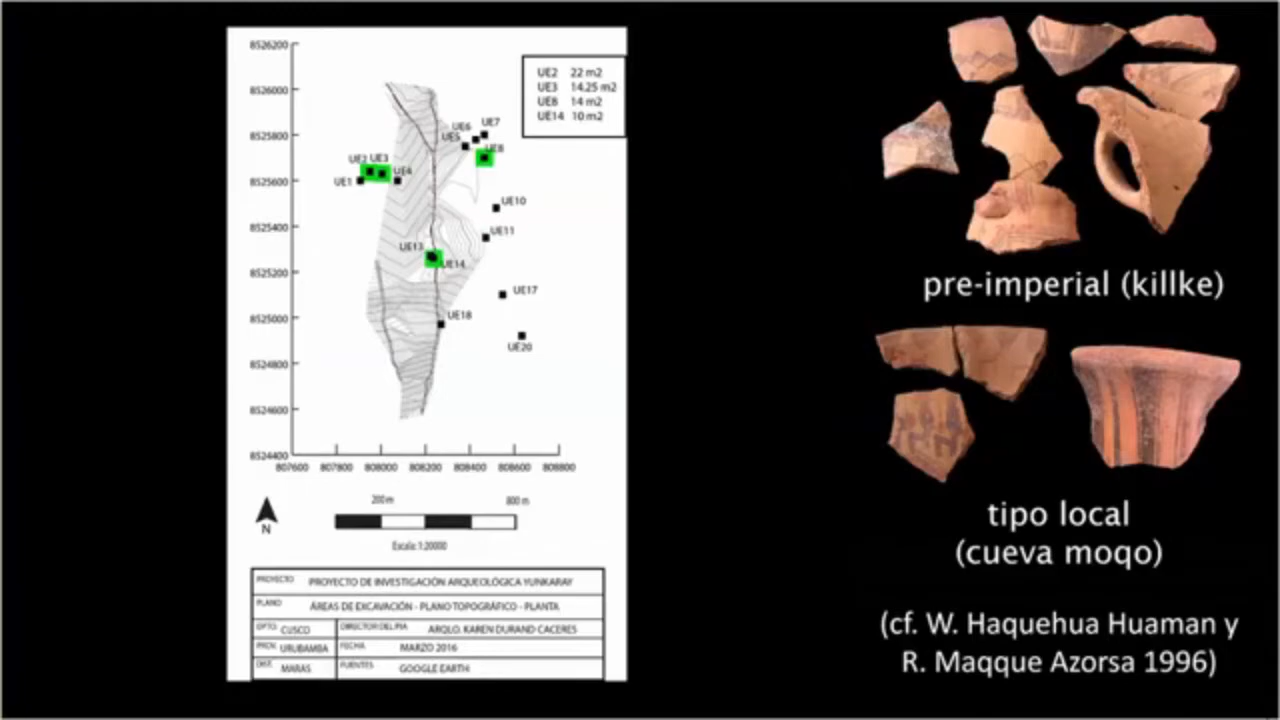 8526200
8526000
8525800
8525600
8525400
8525200
8525000
8524800
8524600
8524400
807600 807800 808000 808200 808400 808600 808800
UE2 22 m2
UE3 14.25 m2
UE8 14 m2
UE14 10 m2
UE7
UE6
UE5
UE8
UE2 UE3
UE4
UE1
UE10
UE11
UE13
UE14
UE17
UE18
UE20
N
200m 800 m
Escala: 1:20000
PROYECTO PROYECTO DE INVESTIGACIÓN ARQUEOLÓGICA YUNKARAY
PLANO ÁREAS DE EXCAVACIÓN - PLANO TOPOGRÁFICO - PLANTA
DPTO. CUSCO DIRECTOR DEL PIA ARQLO. KAREN DURAND CACERES
PROV. URUBAMBA FECHA MARZO 2016
DIST. MARAS FUENTES GOOGLE EARTH
pre-imperial (killke)
tipo local
(cueva moqo)
(cf. W. Haquehua Huaman y
R. Maqque Azorsa 1996)